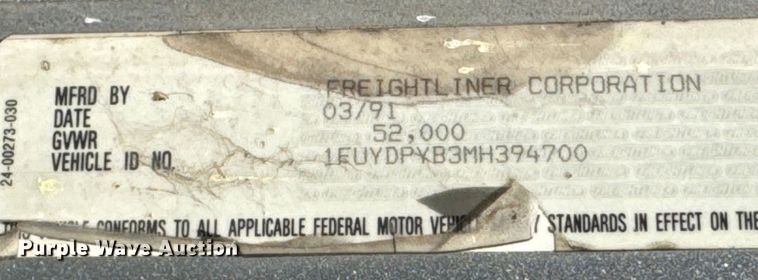 MFRD BY FREIGHTLINER CORPORATION
DATE 03/91
GVWR 52,000
VEHICLE ID NO. 1FUYDPYB3MH394700
CONFORMS TO ALL APPLICABLE FEDERAL MOTOR STANDARDS IN EFFECT ON THE
24-00273-030
Purple Wave Auction